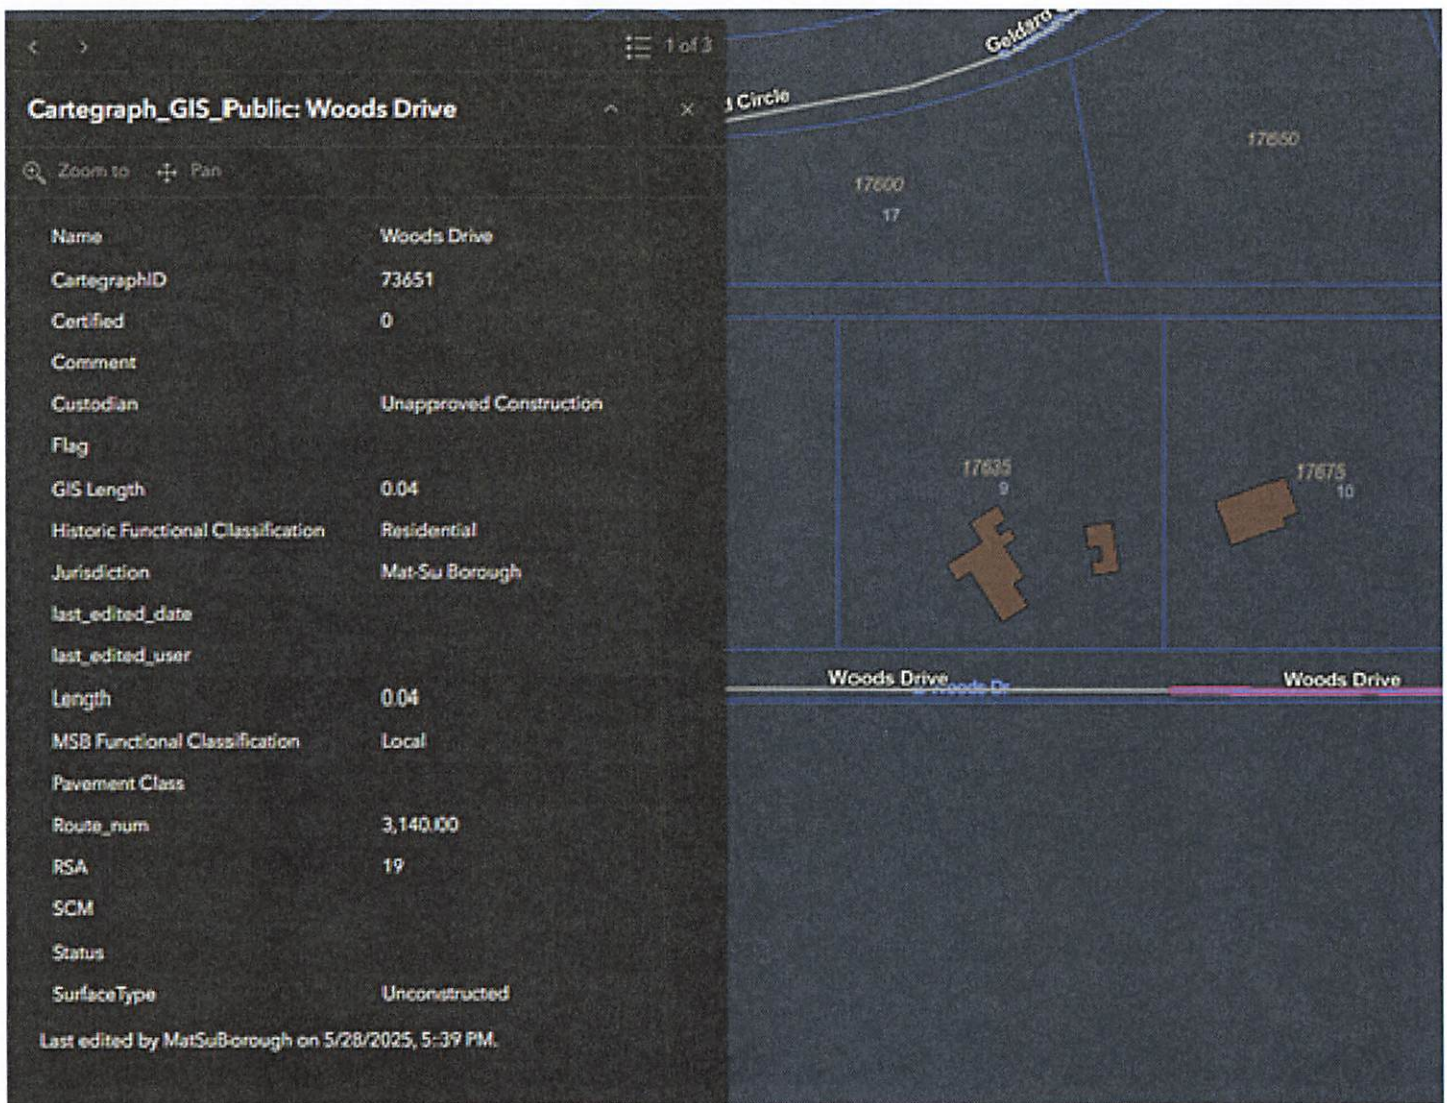 1 of 3
Cartegraph_GIS_Public: Woods Drive
Zoom to Pan
Name Woods Drive
CartegraphID 73651
Certified 0
Comment
Custodian Unapproved Construction
Flag
GIS Length 0.04
Historic Functional Classification Residential
Jurisdiction Mat-Su Borough
last_edited_date
last_edited_user
Length 0.04
MSB Functional Classification Local
Pavement Class
Route_num 3,140.00
RSA 19
SCM
Status
SurfaceType Unconstructed
Last edited by MatSuBorough on 5/28/2025, 5:39 PM.
Geldard
Circle
17650
17600
17
17635
9
17675
10
Woods Drive
Woods Dr
Woods Drive